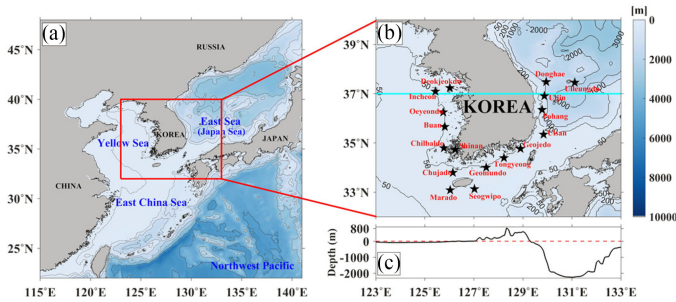 (a)
45°N
40°N
35°N
30°N
25°N
115°E
120°E
125°E
130°E
135°E
140°E
RUSSIA
East Sea
(Japan Sea)
KOREA
JAPAN
Yellow Sea
CHINA
East China Sea
Northwest Pacific
(b)
39°N
37°N
35°N
33°N
Deokjeokdo
Incheon
Donghae
Ulleungdo
KOREA
Oeyeondo
Buan
Pohang
Ulsan
Chilbaldo
Geojedo
Tongyeong
Chujado
Geomundo
Marado
Seogwipo
[m]
0
2000
4000
6000
8000
10000
(c)
Depth (m)
800
0
-1000
-2000
123°E
125°E
127°E
129°E
131°E
133°E